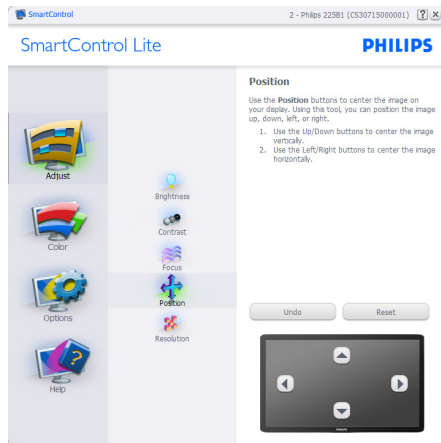 SmartControl
2 - Philips 225B1 (CS30715000001)
SmartControl Lite
PHILIPS
Adjust
Color
Options
Help
Brightness
Contrast
Focus
Position
Resolution
Position
Use the Position buttons to center the image on
your display. Using this tool, you can position the image
up, down, left, or right.
1. Use the Up/Down buttons to center the image
vertically.
2. Use the Left/Right buttons to center the image
horizontally.
Undo
Reset
PHILIPS